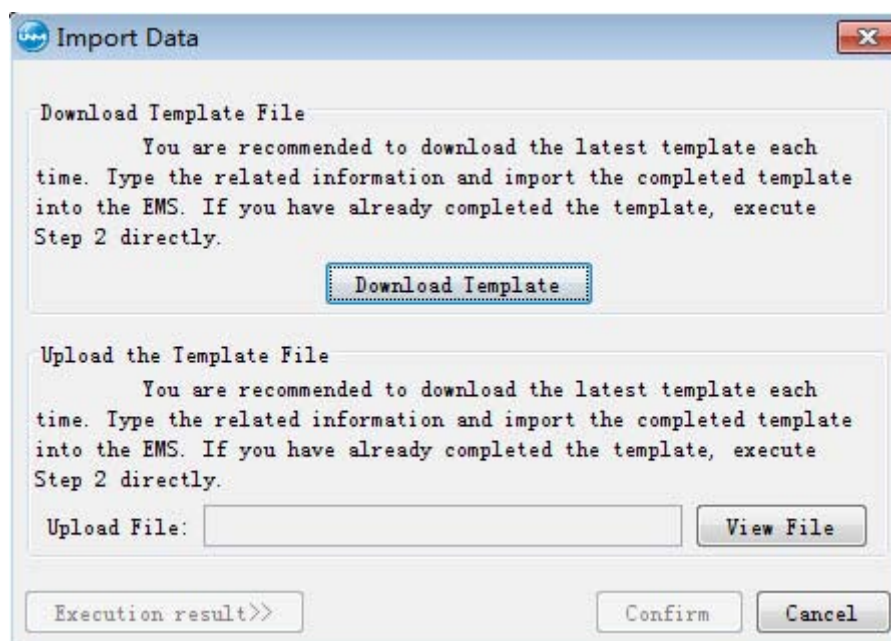 Import Data
Download Template File
You are recommended to download the latest template each
time. Type the related information and import the completed template
into the EMS. If you have already completed the template, execute
Step 2 directly.
Download Template
Upload the Template File
You are recommended to download the latest template each
time. Type the related information and import the completed template
into the EMS. If you have already completed the template, execute
Step 2 directly.
Upload File: View File
Execution result>> Confirm Cancel